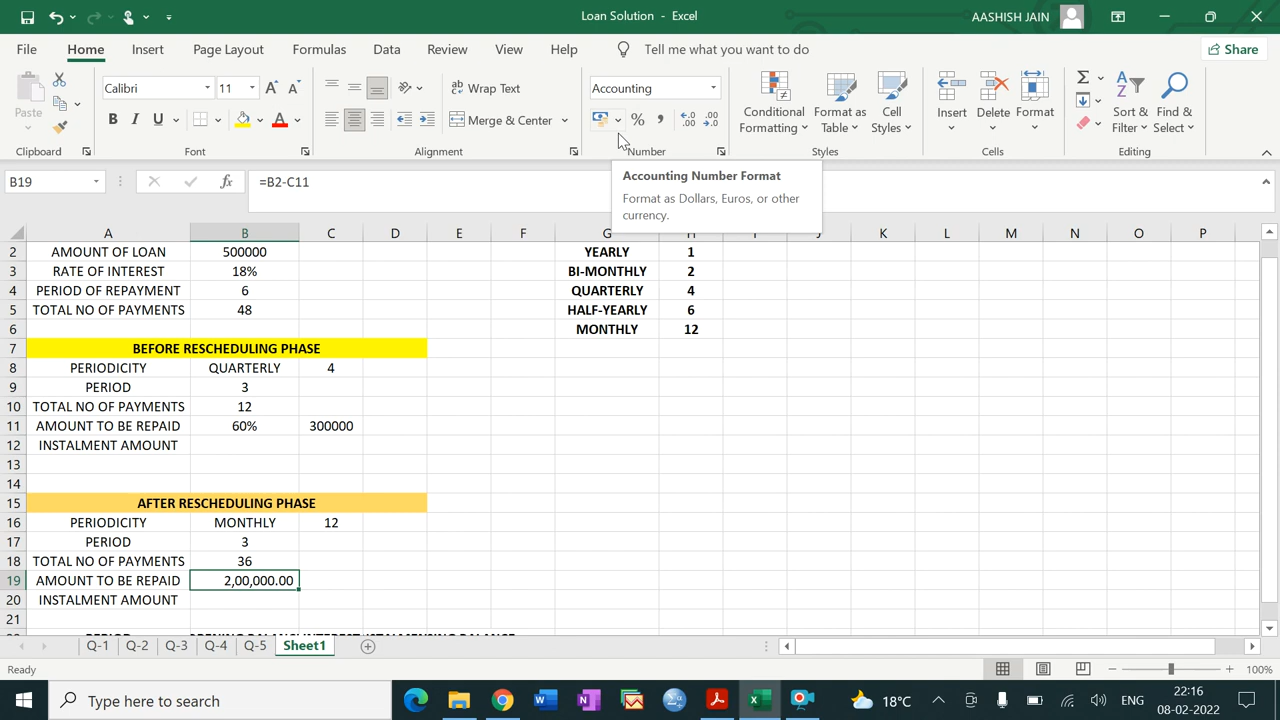 Loan Solution - Excel
AASHISH JAIN
File Home Insert Page Layout Formulas Data Review View Help Tell me what you want to do Share
Paste
Calibri 11
B I U
Wrap Text
Merge & Center
Accounting
%
Conditional Formatting
Format as Table
Cell Styles
Insert
Delete
Format
Sort & Filter
Find & Select
Clipboard Font Alignment Number Styles Cells Editing
B19 fx =B2-C11
Accounting Number Format
Format as Dollars, Euros, or other
currency.
A B C D E F G H I J K L M N O P
2 AMOUNT OF LOAN 500000 YEARLY 1
3 RATE OF INTEREST 18% BI-MONTHLY 2
4 PERIOD OF REPAYMENT 6 QUARTERLY 4
5 TOTAL NO OF PAYMENTS 48 HALF-YEARLY 6
6 MONTHLY 12
7 BEFORE RESCHEDULING PHASE
8 PERIODICITY QUARTERLY 4
9 PERIOD 3
10 TOTAL NO OF PAYMENTS 12
11 AMOUNT TO BE REPAID 60% 300000
12 INSTALMENT AMOUNT
13
14
15 AFTER RESCHEDULING PHASE
16 PERIODICITY MONTHLY 12
17 PERIOD 3
18 TOTAL NO OF PAYMENTS 36
19 AMOUNT TO BE REPAID 2,00,000.00
20 INSTALMENT AMOUNT
21
Q-1 Q-2 Q-3 Q-4 Q-5 Sheet1
Ready 100%
Type here to search
18°C
ENG
22:16
08-02-2022